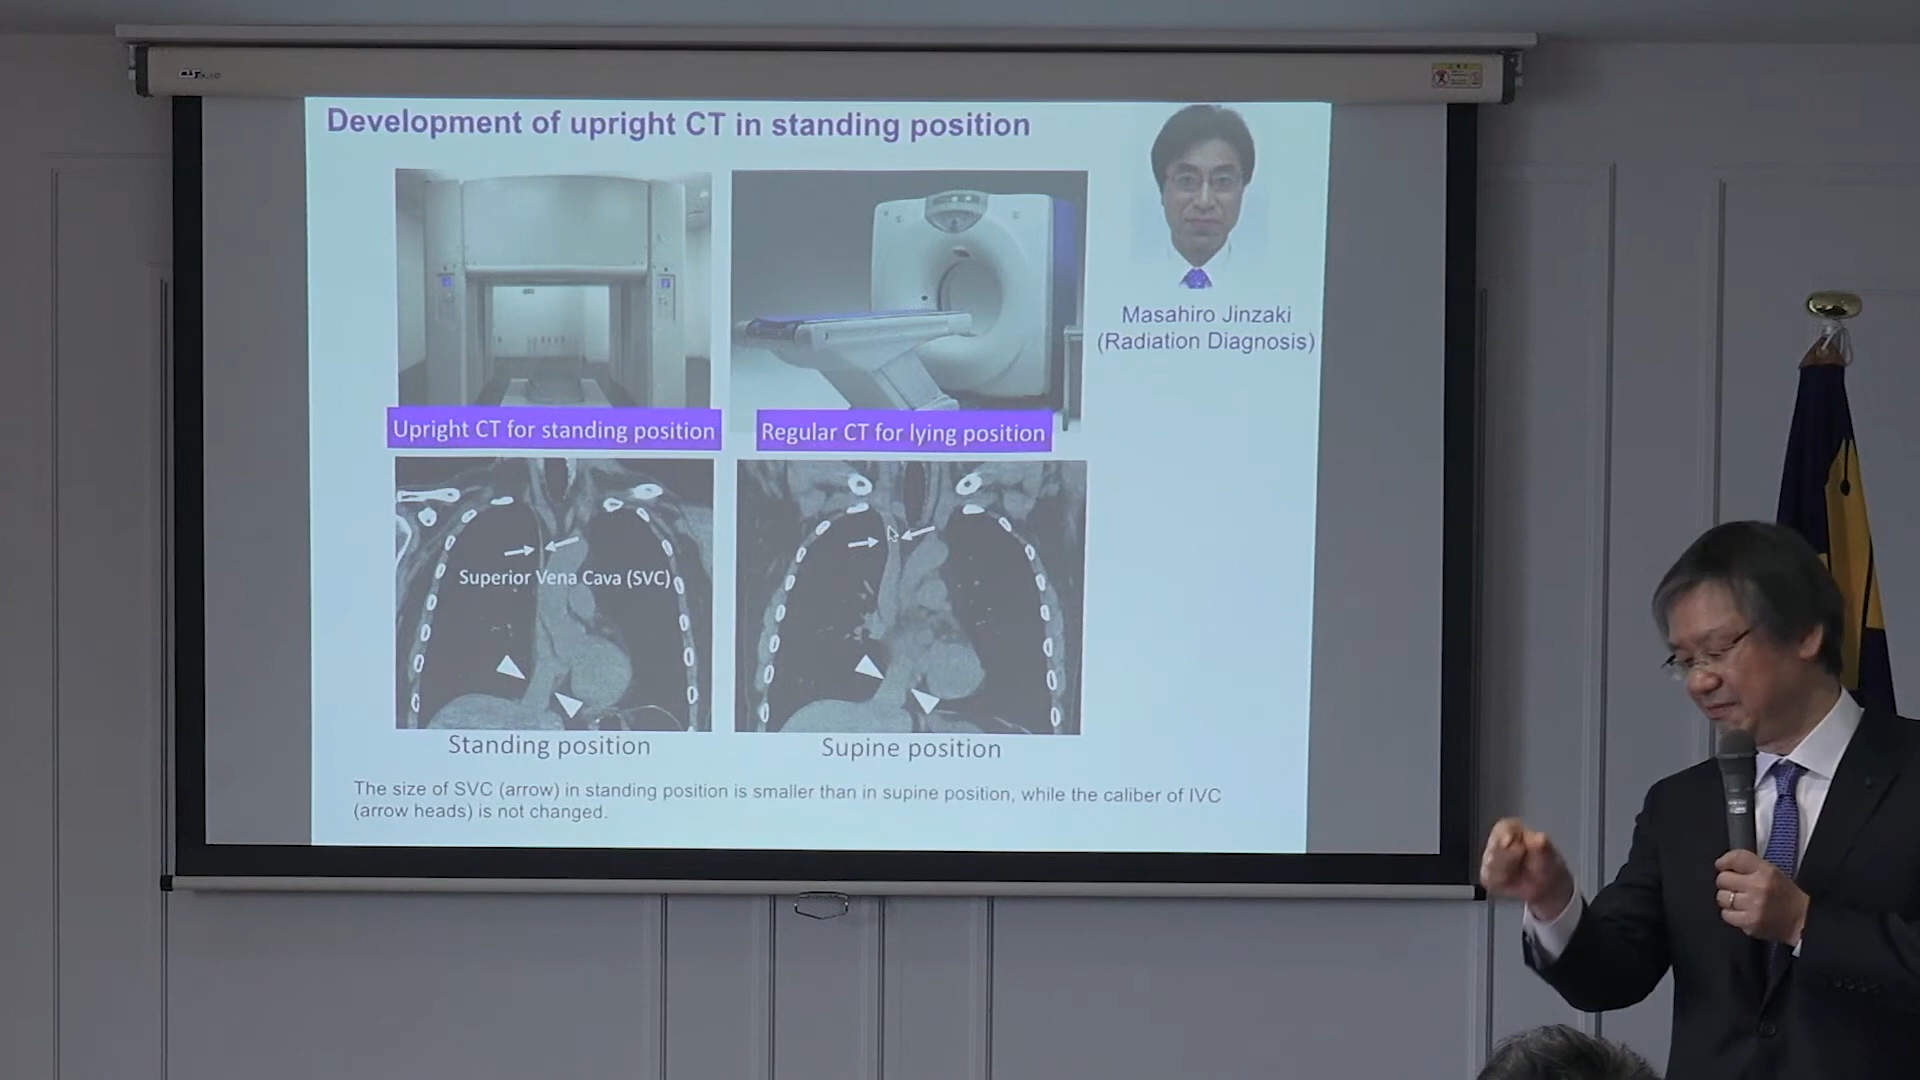 Development of upright CT in standing position
Masahiro Jinzaki
(Radiation Diagnosis)
Upright CT for standing position
Regular CT for lying position
Superior Vena Cava (SVC)
Standing position
Supine position
The size of SVC (arrow) in standing position is smaller than in supine position, while the caliber of IVC
(arrow heads) is not changed.